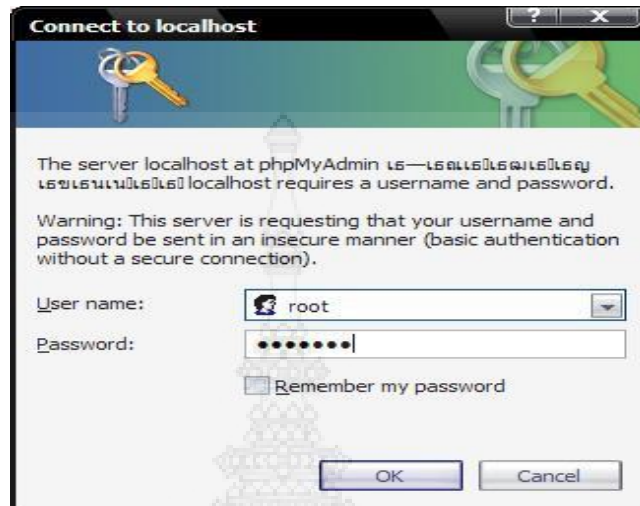 Connect to localhost
?
X
The server localhost at phpMyAdmin
localhost requires a username and password.
Warning: This server is requesting that your username and
password be sent in an insecure manner (basic authentication
without a secure connection).
User name:
root
Password:
•••••••
Remember my password
OK
Cancel